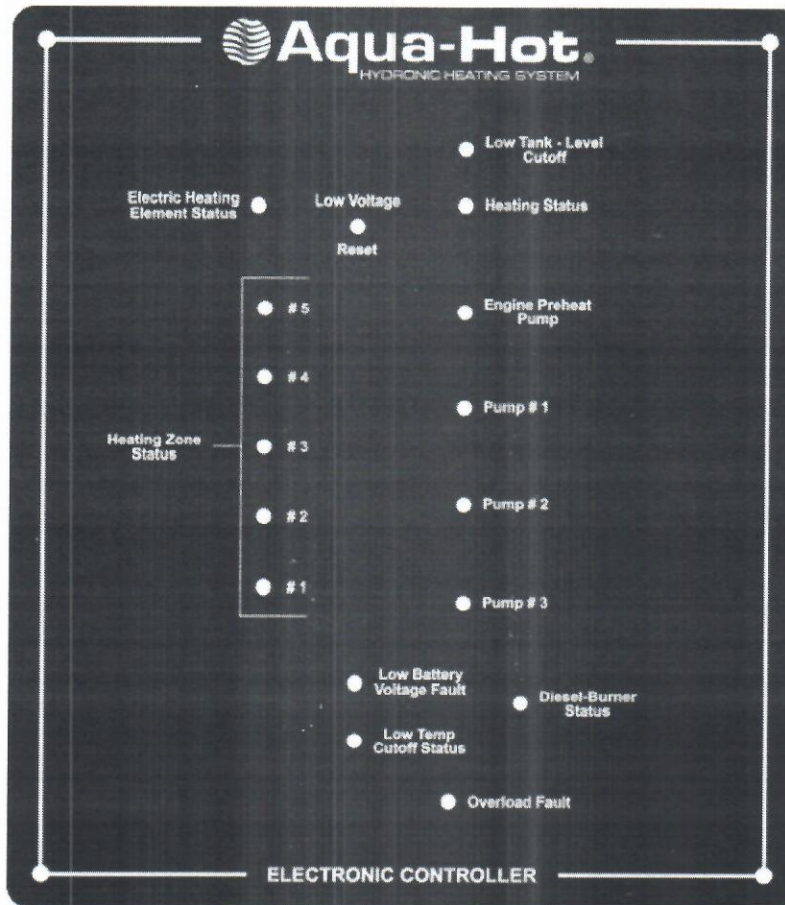 Aqua-Hot®
HYDRONIC HEATING SYSTEM
Low Tank - Level
Cutoff
Electric Heating
Element Status
Low Voltage
Reset
Heating Status
# 5
# 4
# 3
# 2
# 1
Heating Zone
Status
Engine Preheat
Pump
Pump # 1
Pump # 2
Pump # 3
Low Battery
Voltage Fault
Diesel-Burner
Status
Low Temp
Cutoff Status
Overload Fault
ELECTRONIC CONTROLLER